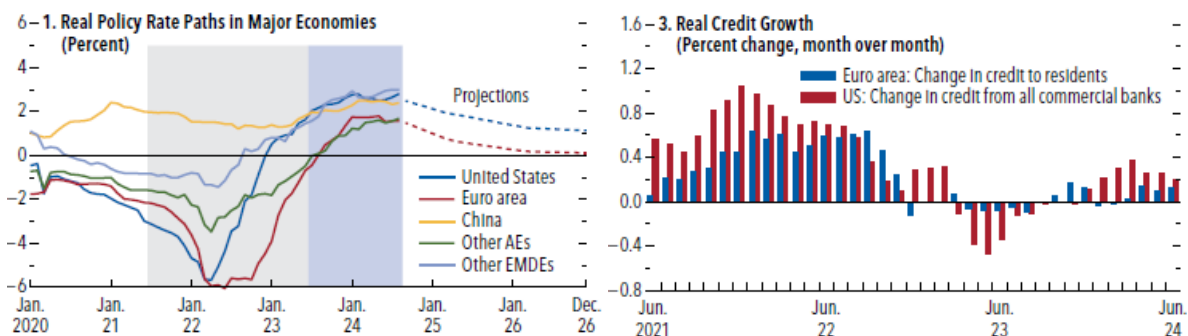 1. Real Policy Rate Paths in Major Economies
(Percent)
6
4
2
0
−2
−4
−6
Projections
United States
Euro area
China
Other AEs
Other EMDEs
Jan. 2020
Jan. 21
Jan. 22
Jan. 23
Jan. 24
Jan. 25
Jan. 26
Dec. 26
3. Real Credit Growth
(Percent change, month over month)
1.6
1.2
0.8
0.4
0.0
−0.4
−0.8
Euro area: Change in credit to residents
US: Change in credit from all commercial banks
Jun. 2021
Jun. 22
Jun. 23
Jun. 24